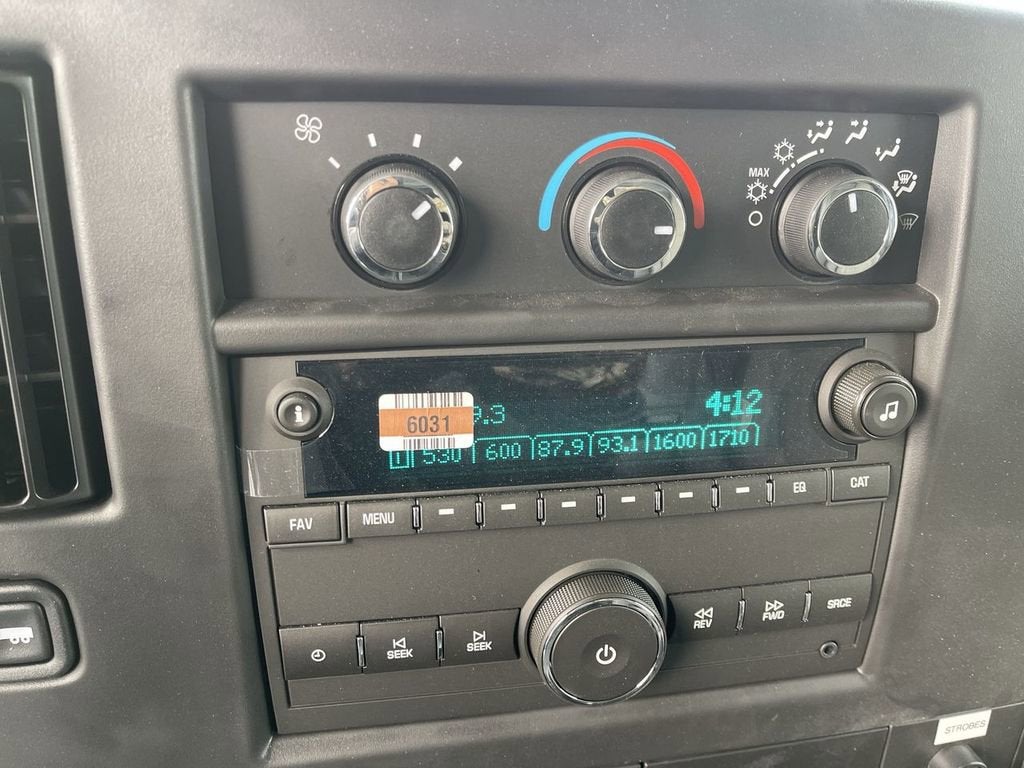 MAX
9.3
4:12
6031
1 530 600 87.9 93.1 1600 1710
FAV MENU EQ CAT
SEEK SEEK REV FWD SRCE
STROBES